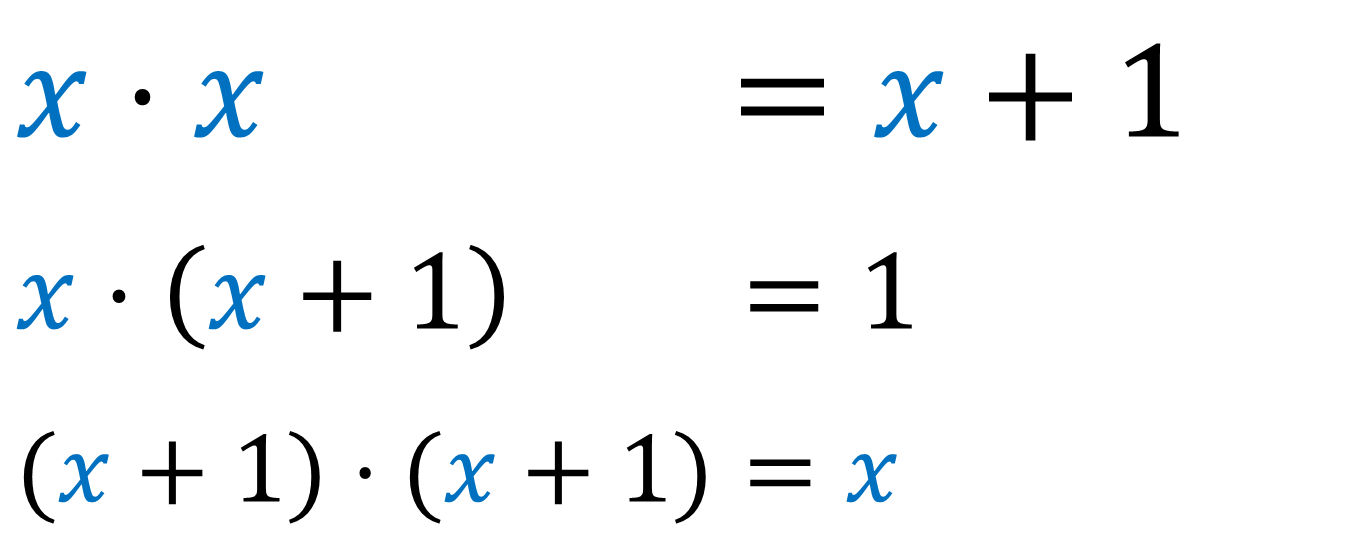 x · x = x + 1
x · (x + 1) = 1
(x + 1) · (x + 1) = x